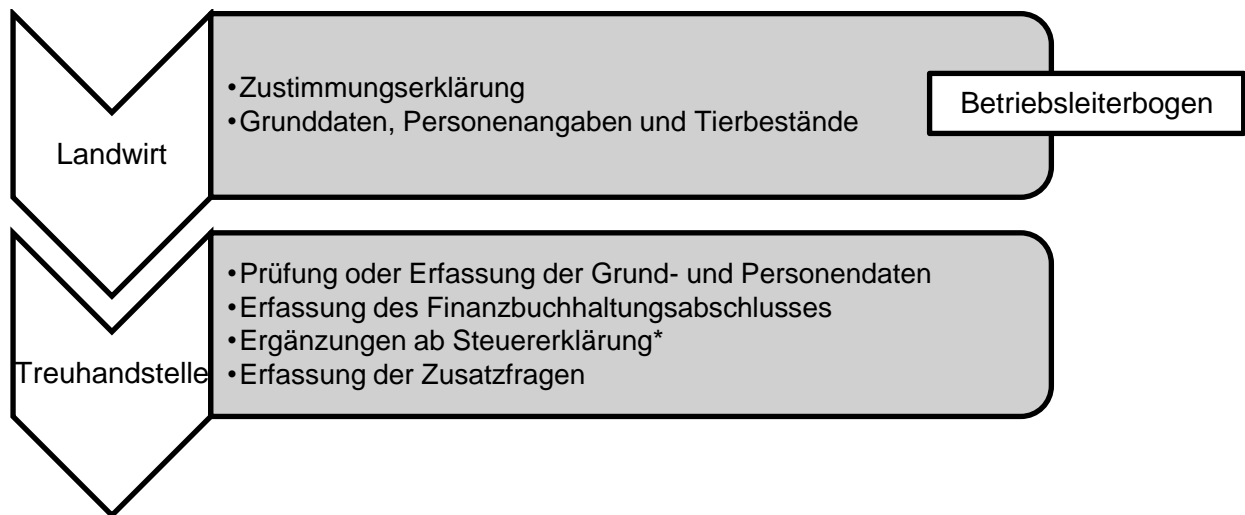 Landwirt
•Zustimmungserklärung
•Grunddaten, Personenangaben und Tierbestände
Betriebsleiterbogen
Treuhandstelle
•Prüfung oder Erfassung der Grund- und Personendaten
•Erfassung des Finanzbuchhaltungsabschlusses
•Ergänzungen ab Steuererklärung*
•Erfassung der Zusatzfragen